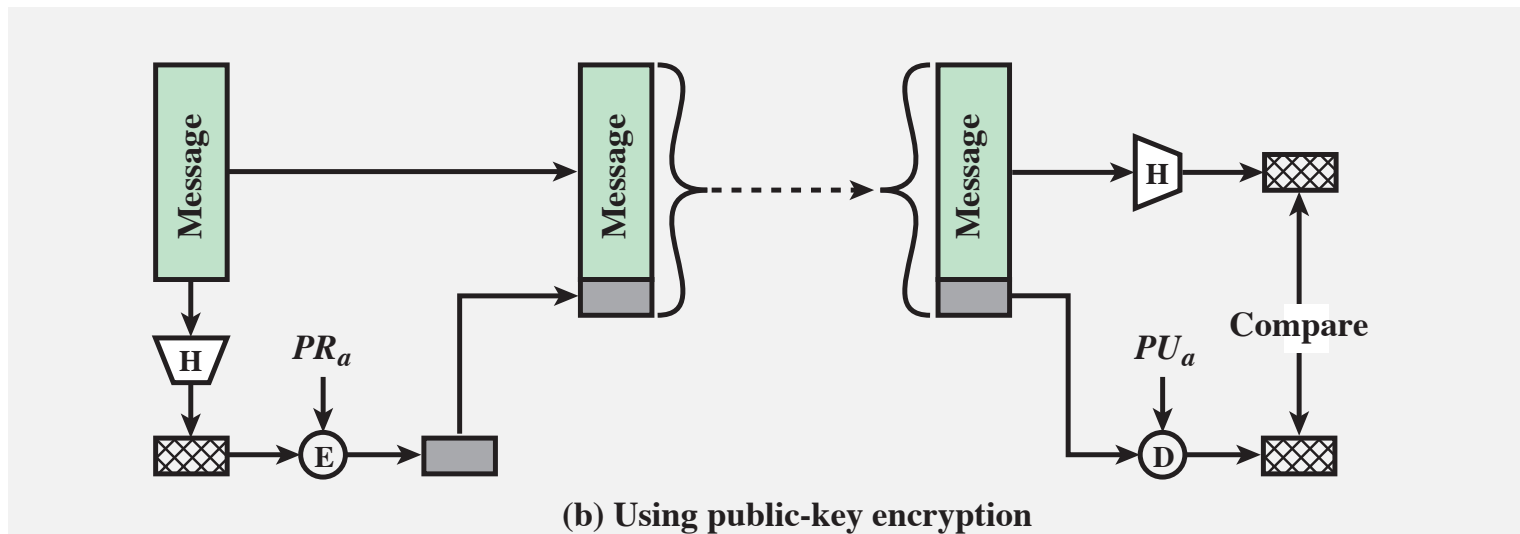 Message
Message
Message
H
H
PRa
PUa
Compare
E
D
(b) Using public-key encryption